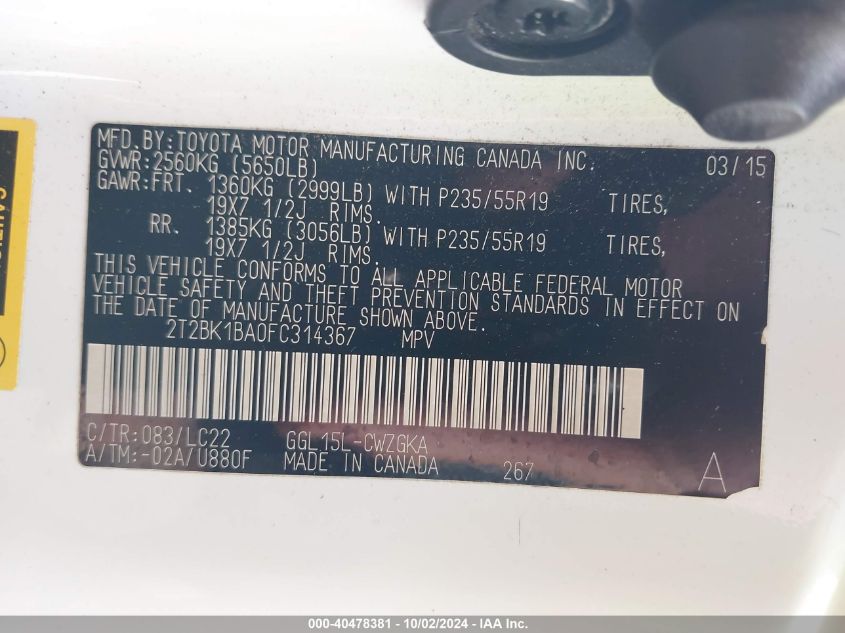 MFD.BY:TOYOTA MOTOR MANUFACTURING CANADA INC. 03/15
GVWR:2560KG (5650LB)
GAWR:FRT. 1360KG (2999LB) WITH P235/55R19 TIRES,
19X7 1/2J RIMS.
RR. 1385KG (3056LB) WITH P235/55R19 TIRES,
19X7 1/2J RIMS.
THIS VEHICLE CONFORMS TO ALL APPLICABLE FEDERAL MOTOR
VEHICLE SAFETY AND THEFT PREVENTION STANDARDS IN EFFECT ON
THE DATE OF MANUFACTURE SHOWN ABOVE.
2T2BK1BA0FC314367 MPV
C/TR:083/LC22 GGL15L-CWZGKA
A/TM:-02A/U880F MADE IN CANADA 267 A
000-40478381 - 10/02/2024 - IAA Inc.